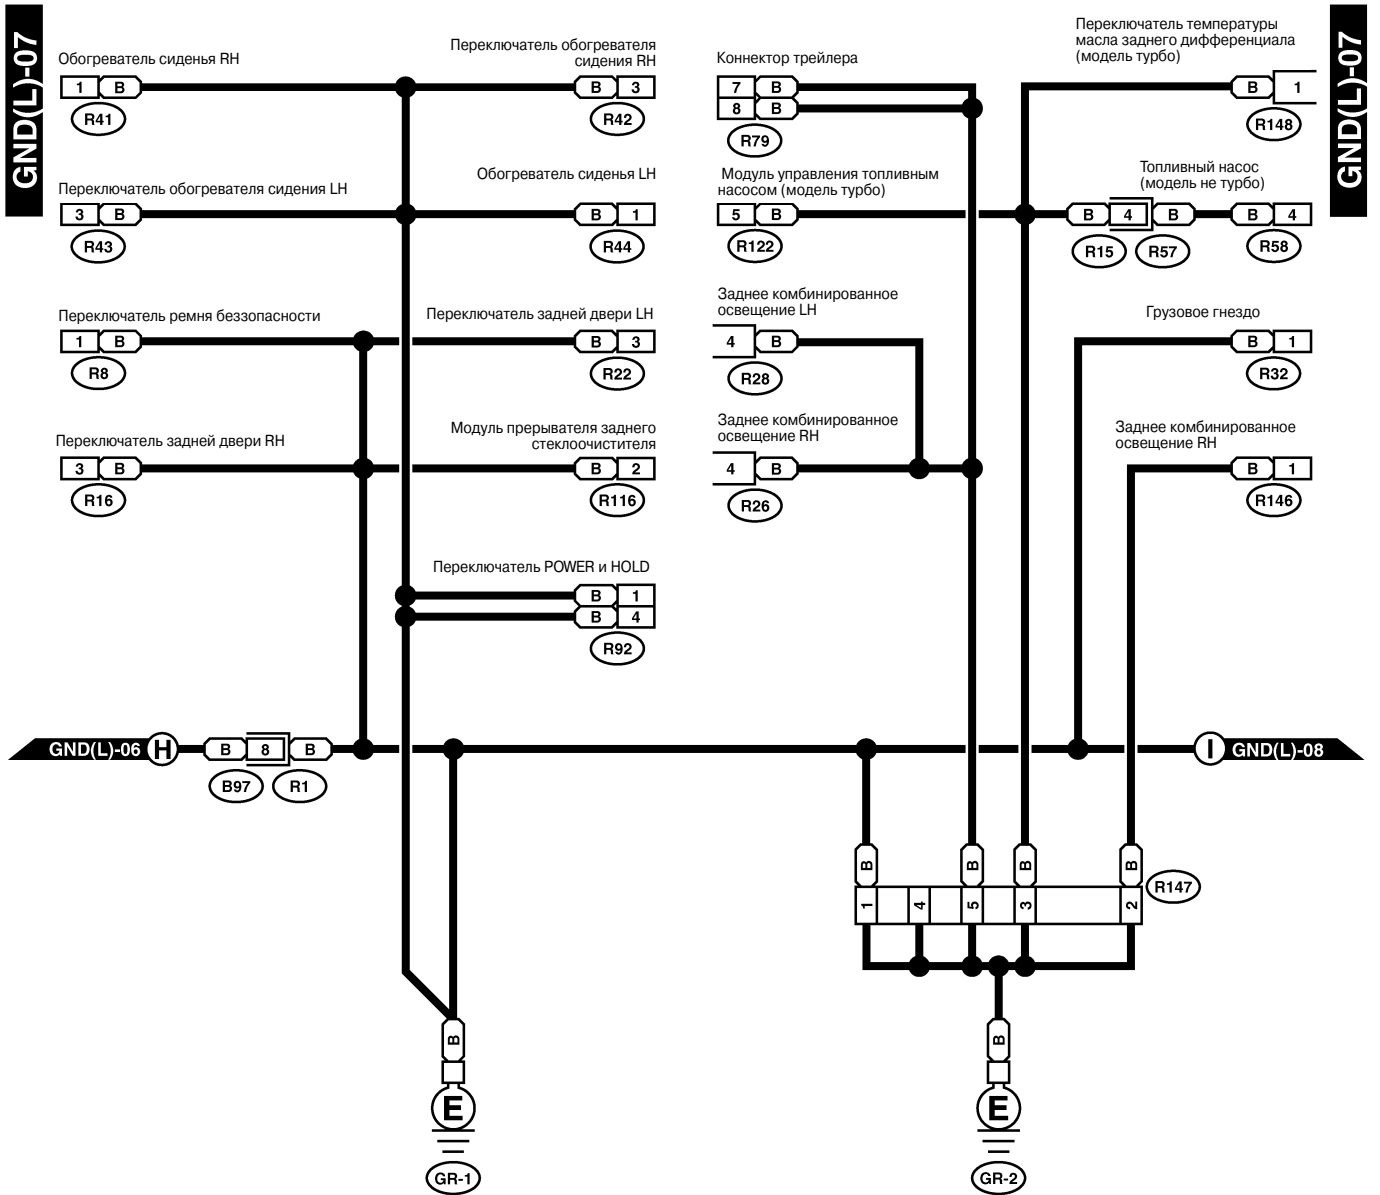 GND(L)-07
GND(L)-07
Обогреватель сиденья RH
1 B
R41
Переключатель обогревателя
сидения RH
B 3
R42
Переключатель обогревателя сидения LH
3 B
R43
Обогреватель сиденья LH
B 1
R44
Переключатель ремня беззопасности
1 B
R8
Переключатель задней двери LH
B 3
R22
Переключатель задней двери RH
3 B
R16
Модуль прерывателя заднего
стеклоочистителя
B 2
R116
Переключатель POWER и HOLD
B 1
B 4
R92
Коннектор трейлера
7 B
8 B
R79
Переключатель температуры
масла заднего дифференциала
(модель турбо)
B 1
R148
Модуль управления топливным
насосом (модель турбо)
5 B
R122
Топливный насос
(модель не турбо)
B 4 B B 4
R15 R57 R58
Заднее комбинированное
освещение LH
4 B
R28
Грузовое гнездо
B 1
R32
Заднее комбинированное
освещение RH
4 B
R26
Заднее комбинированное
освещение RH
B 1
R146
GND(L)-06 H B 8 B
B97 R1
I GND(L)-08
B B B B
1 4 5 3 2
R147
B
E
GR-1
B
E
GR-2